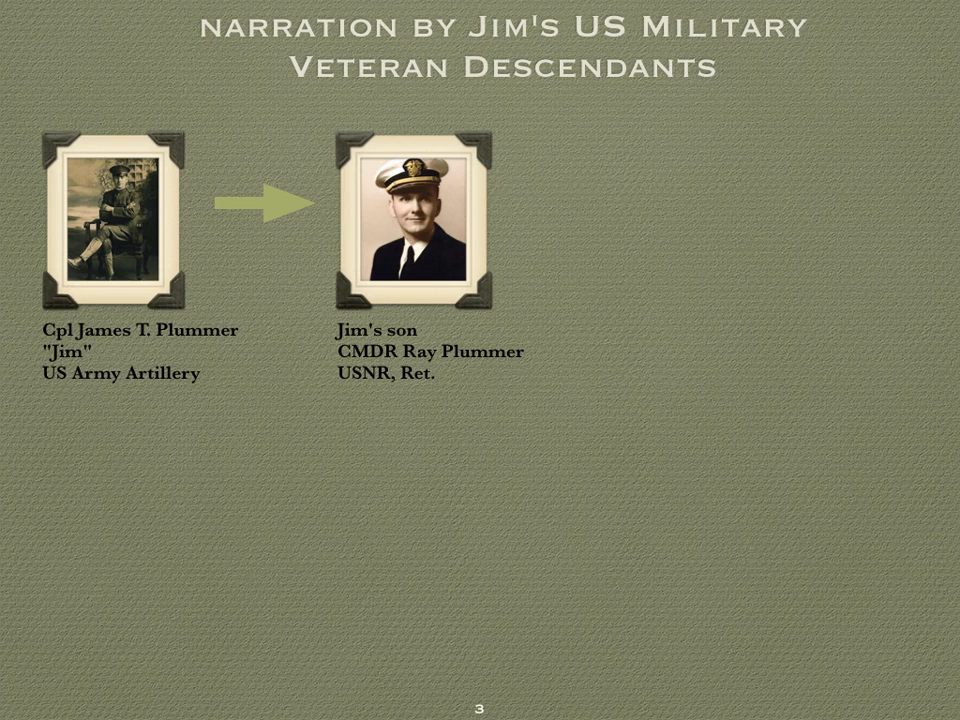 NARRATION BY JIM'S US MILITARY
VETERAN DESCENDANTS
Cpl James T. Plummer
"Jim"
US Army Artillery
Jim's son
CMDR Ray Plummer
USNR, Ret.
3